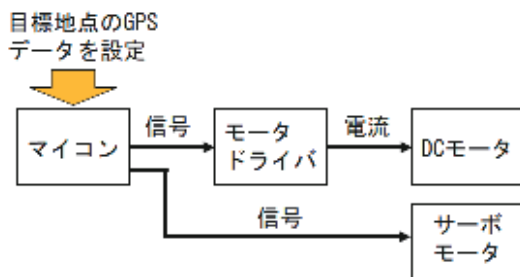 目標地点のGPS
データを設定
マイコン
信号
モータ
ドライバ
電流
DCモータ
信号
サーボ
モータ